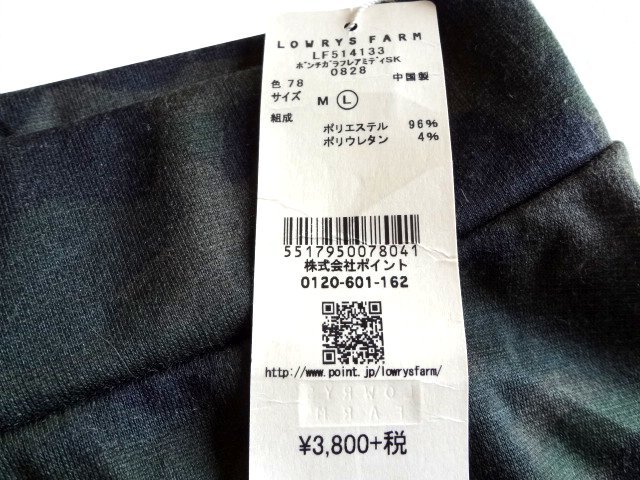 LOWRYS FARM
LF514133
ポンチガラフレアミディSK
0828
色 78 中国製
サイズ M L
組成
ポリエステル 96%
ポリウレタン 4%
5517950078041
株式会社ポイント
0120-601-162
http://www.point.jp/lowrysfarm/
LOWRYS
FARM
¥3,800+税